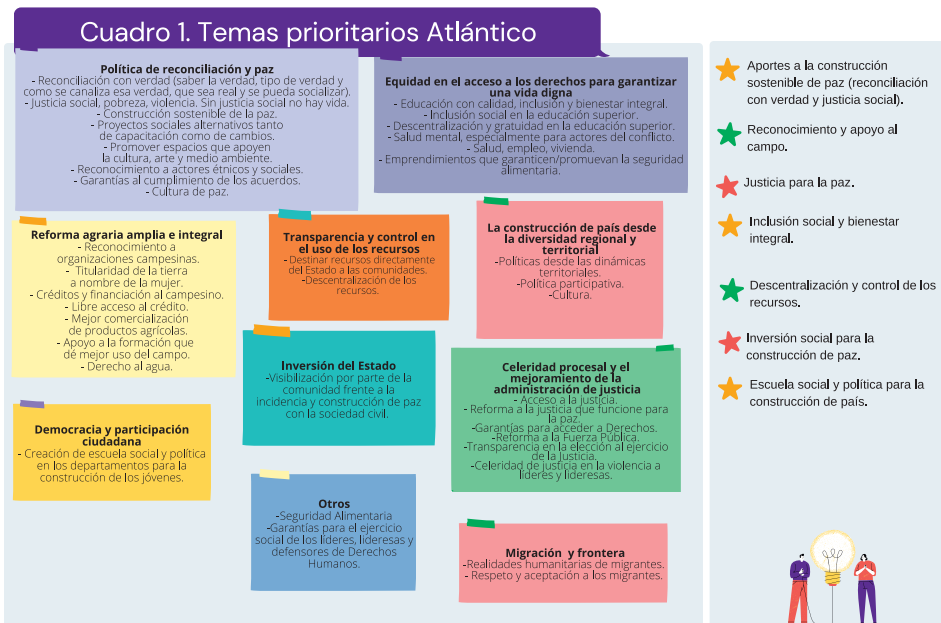 Cuadro 1. Temas prioritarios Atlántico
Política de reconciliación y paz
- Reconciliación con verdad (saber la verdad, tipo de verdad y
como se canaliza esa verdad, que sea real y se pueda socializar).
- Justicia social, pobreza, violencia. Sin justicia social no hay vida.
- Construcción sostenible de la paz.
- Proyectos sociales alternativos tanto
de capacitación como de cambios.
- Promover espacios que apoyen
la cultura, arte y medio ambiente.
- Reconocimiento a actores étnicos y sociales.
- Garantías al cumplimiento de los acuerdos.
- Cultura de paz.
Equidad en el acceso a los derechos para garantizar
una vida digna
- Educación con calidad, inclusión y bienestar integral.
- Inclusión social en la educación superior.
- Descentralización y gratuidad en la educación superior.
- Salud mental, especialmente para actores del conflicto.
- Salud, empleo, vivienda.
- Emprendimientos que garanticen/promuevan la seguridad
alimentaria.
Reforma agraria amplia e integral
- Reconocimiento a
organizaciones campesinas.
- Titularidad de la tierra
a nombre de la mujer.
- Créditos y financiación al campesino.
- Libre acceso al crédito.
- Mejor comercialización
de productos agrícolas.
- Apoyo a la formación que
dé mejor uso del campo.
- Derecho al agua.
Transparencia y control en
el uso de los recursos
- Destinar recursos directamente
del Estado a las comunidades.
-Descentralización de los
recursos.
La construcción de país desde
la diversidad regional y
territorial
-Políticas desde las dinámicas
territoriales.
-Política participativa.
-Cultura.
Inversión del Estado
-Visibilización por parte de la
comunidad frente a la
incidencia y construcción de paz
con la sociedad civil.
Celeridad procesal y el
mejoramiento de la
administración de justicia
- Acceso a la justicia.
- Reforma a la justicia que funcione para
la paz.
-Garantías para acceder a Derechos.
-Reforma a la Fuerza Pública.
-Transparencia en la elección al ejercicio
de la Justicia.
-Celeridad de justicia en la violencia a
líderes y lideresas.
Democracia y participación
ciudadana
- Creación de escuela social y política
en los departamentos para la
construcción de los jóvenes.
Otros
-Seguridad Alimentaria
-Garantías para el ejercicio
social de los líderes, lideresas y
defensores de Derechos
Humanos.
Migración y frontera
-Realidades humanitarias de migrantes.
- Respeto y aceptación a los migrantes.
Aportes a la construcción
sostenible de paz (reconciliación
con verdad y justicia social).
Reconocimiento y apoyo al
campo.
Justicia para la paz.
Inclusión social y bienestar
integral.
Descentralización y control de los
recursos.
Inversión social para la
construcción de paz.
Escuela social y política para la
construcción de país.